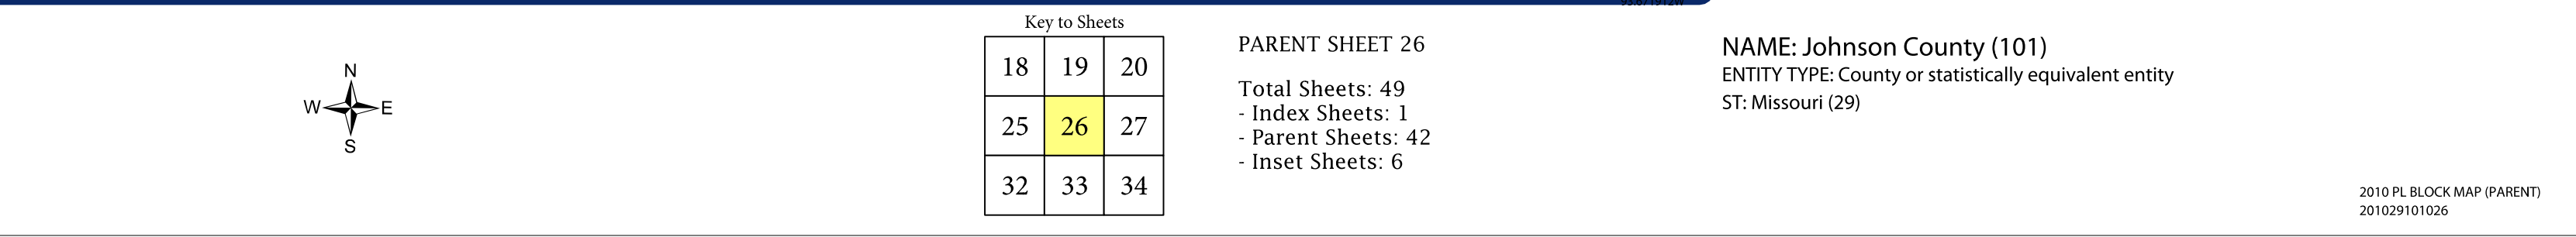 Key to Sheets
18 19 20
25 26 27
32 33 34
N
W E
S
PARENT SHEET 26
Total Sheets: 49
- Index Sheets: 1
- Parent Sheets: 42
- Inset Sheets: 6
NAME: Johnson County (101)
ENTITY TYPE: County or statistically equivalent entity
ST: Missouri (29)
2010 PL BLOCK MAP (PARENT)
201029101026